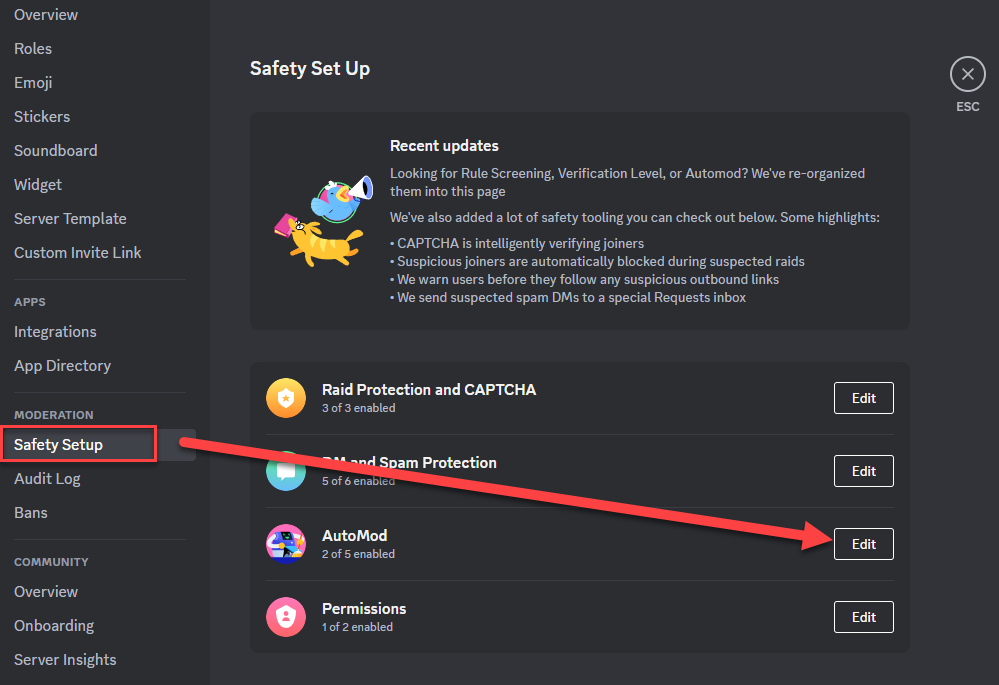 Overview
Roles
Emoji
Stickers
Soundboard
Widget
Server Template
Custom Invite Link
APPS
Integrations
App Directory
MODERATION
Safety Setup
Audit Log
Bans
COMMUNITY
Overview
Onboarding
Server Insights
Safety Set Up
ESC
Recent updates
Looking for Rule Screening, Verification Level, or Automod? We've re-organized
them into this page
We've also added a lot of safety tooling you can check out below. Some highlights:
• CAPTCHA is intelligently verifying joiners
• Suspicious joiners are automatically blocked during suspected raids
• We warn users before they follow any suspicious outbound links
• We send suspected spam DMs to a special Requests inbox
Raid Protection and CAPTCHA
3 of 3 enabled
Edit
DM and Spam Protection
5 of 6 enabled
Edit
AutoMod
2 of 5 enabled
Edit
Permissions
1 of 2 enabled
Edit